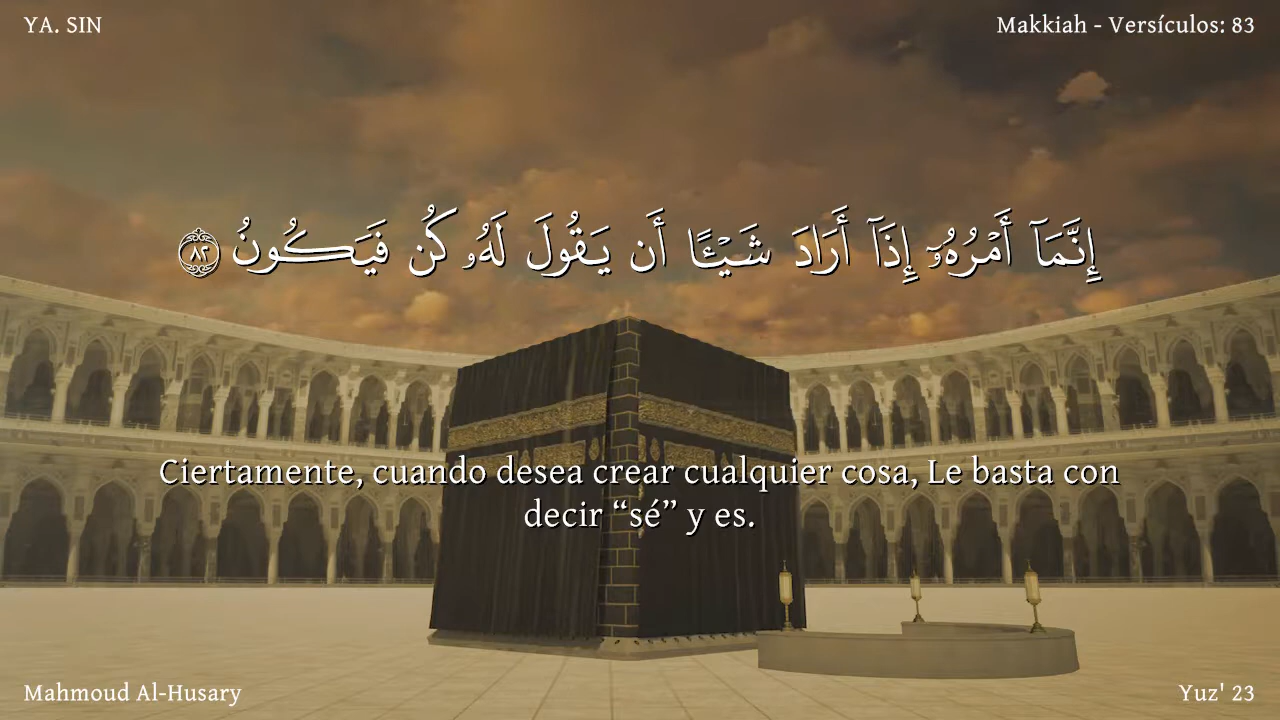 YA. SIN
Makkiah - Versículos: 83
إِنَّمَآ أَمْرُهُۥٓ إِذَآ أَرَادَ شَيْـًٔا أَن يَقُولَ لَهُۥ كُن فَيَكُونُ ٨٢
Ciertamente, cuando desea crear cualquier cosa, Le basta con
decir “sé” y es.
Mahmoud Al-Husary
Yuz' 23